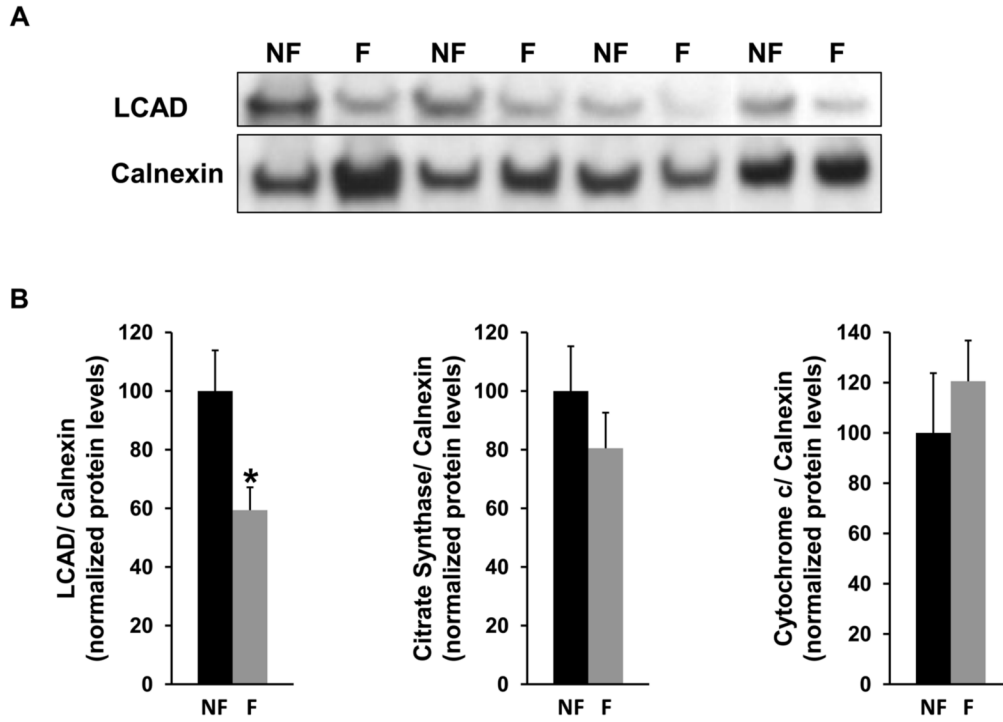 A
NF F NF F NF F NF F
LCAD
Calnexin
B
LCAD/ Calnexin
(normalized protein levels)
120
100
80
60
40
20
0
*
NF F
Citrate Synthase/ Calnexin
(normalized protein levels)
120
100
80
60
40
20
0
NF F
Cytochrome c/ Calnexin
(normalized protein levels)
140
120
100
80
60
40
20
0
NF F